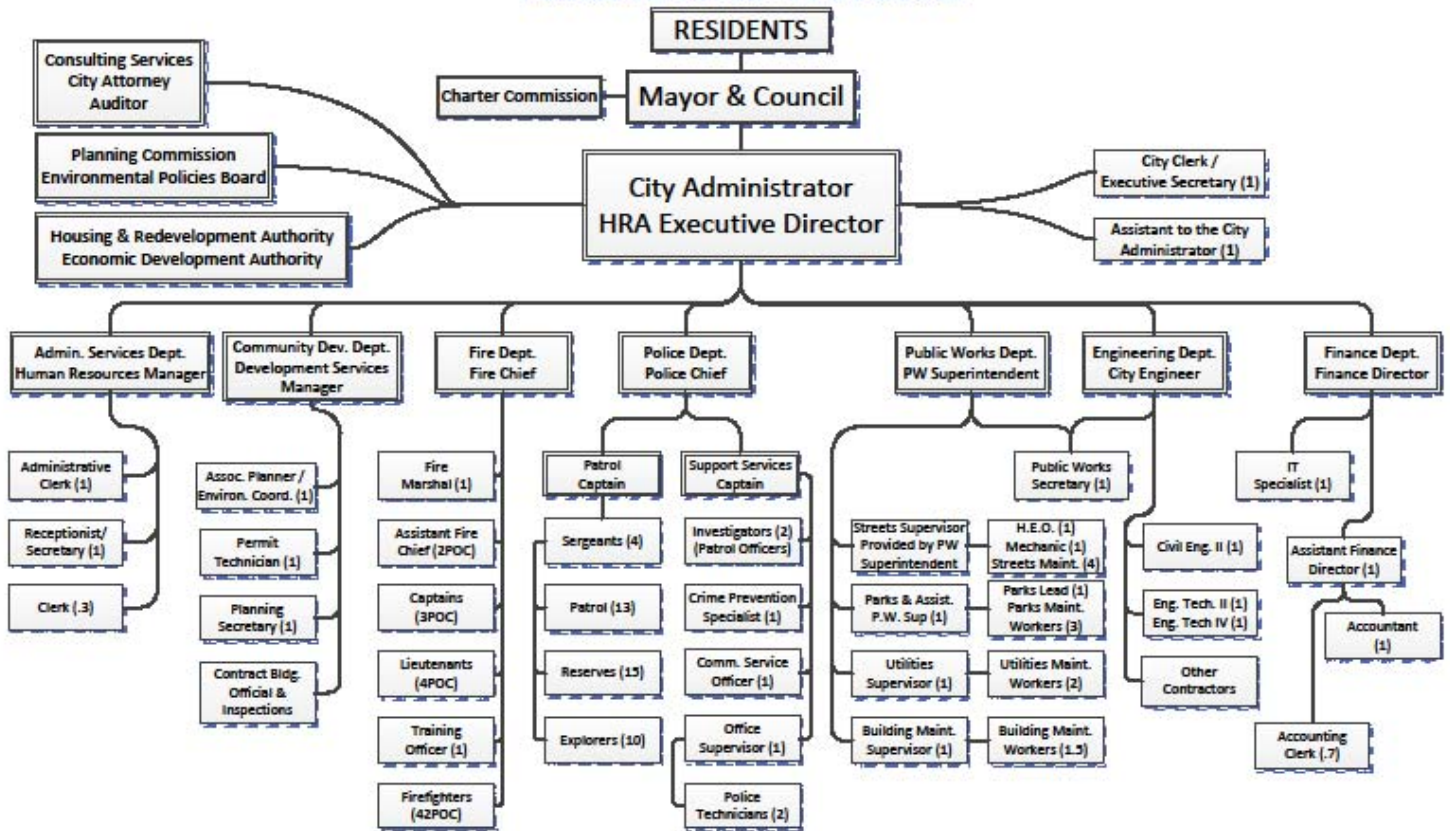 RESIDENTS
Consulting Services
City Attorney
Auditor
Charter Commission
Mayor & Council
Planning Commission
Environmental Policies Board
City Administrator
HRA Executive Director
City Clerk /
Executive Secretary (1)
Housing & Redevelopment Authority
Economic Development Authority
Assistant to the City
Administrator (1)
Admin. Services Dept.
Human Resources Manager
Community Dev. Dept.
Development Services
Manager
Fire Dept.
Fire Chief
Police Dept.
Police Chief
Public Works Dept.
PW Superintendent
Engineering Dept.
City Engineer
Finance Dept.
Finance Director
Administrative
Clerk (1)
Receptionist/
Secretary (1)
Clerk (.3)
Assoc. Planner /
Environ. Coord. (1)
Permit
Technician (1)
Planning
Secretary (1)
Contract Bldg.
Official &
Inspections
Fire
Marshal (1)
Assistant Fire
Chief (2POC)
Captains
(3POC)
Lieutenants
(4POC)
Training
Officer (1)
Firefighters
(42POC)
Patrol
Captain
Sergeants (4)
Patrol (13)
Reserves (15)
Explorers (10)
Support Services
Captain
Investigators (2)
(Patrol Officers)
Crime Prevention
Specialist (1)
Comm. Service
Officer (1)
Office
Supervisor (1)
Police
Technicians (2)
Public Works
Secretary (1)
Streets Supervisor
Provided by PW
Superintendent
H.E.O. (1)
Mechanic (1)
Streets Maint. (4)
Parks & Assist.
P.W. Sup (1)
Parks Lead (1)
Parks Maint.
Workers (3)
Utilities
Supervisor (1)
Utilities Maint.
Workers (2)
Building Maint.
Supervisor (1)
Building Maint.
Workers (1.5)
Civil Eng. II (1)
Eng. Tech. II (1)
Eng. Tech IV (1)
Other
Contractors
IT
Specialist (1)
Assistant Finance
Director (1)
Accountant
(1)
Accounting
Clerk (.7)